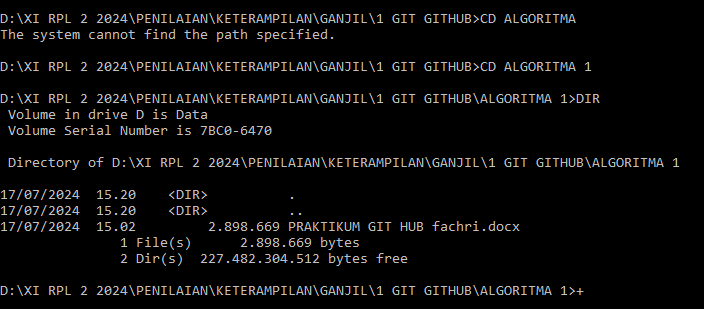 D:\XI RPL 2 2024\PENILAIAN\KETERAMPILAN\GANJIL\1 GIT GITHUB>CD ALGORITMA
The system cannot find the path specified.
D:\XI RPL 2 2024\PENILAIAN\KETERAMPILAN\GANJIL\1 GIT GITHUB>CD ALGORITMA 1
D:\XI RPL 2 2024\PENILAIAN\KETERAMPILAN\GANJIL\1 GIT GITHUB\ALGORITMA 1>DIR
Volume in drive D is Data
Volume Serial Number is 7BC0-6470
Directory of D:\XI RPL 2 2024\PENILAIAN\KETERAMPILAN\GANJIL\1 GIT GITHUB\ALGORITMA 1
17/07/2024  15.20    <DIR>          .
17/07/2024  15.20    <DIR>          ..
17/07/2024  15.02         2.898.669 PRAKTIKUM GIT HUB fachri.docx
1 File(s)      2.898.669 bytes
2 Dir(s)  227.482.304.512 bytes free
D:\XI RPL 2 2024\PENILAIAN\KETERAMPILAN\GANJIL\1 GIT GITHUB\ALGORITMA 1>+